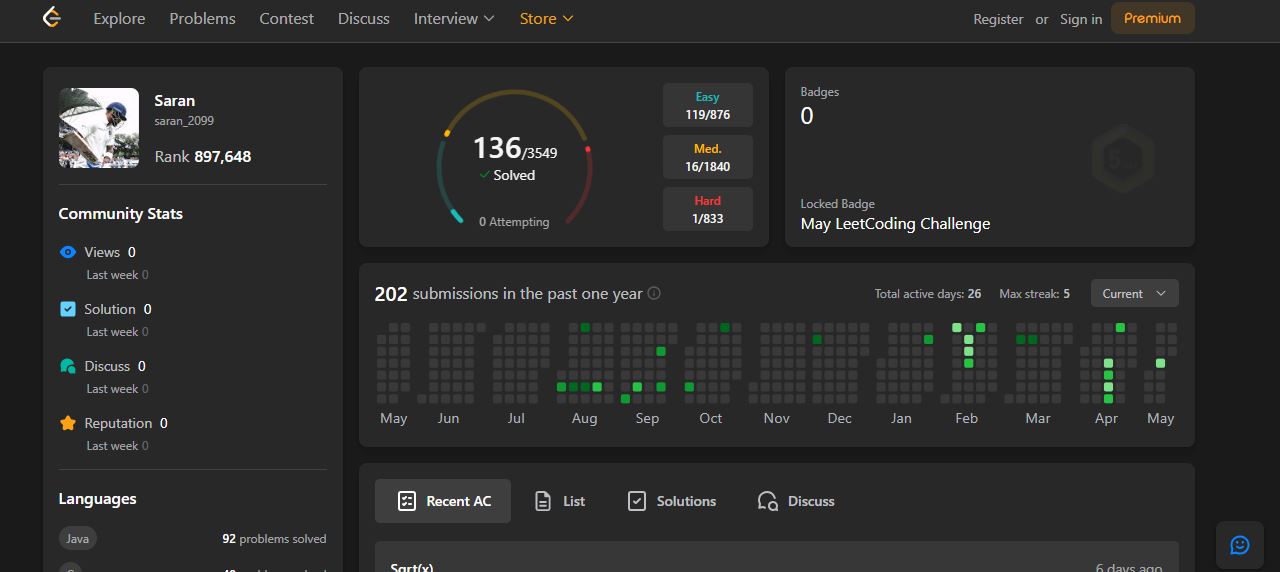 Explore Problems Contest Discuss Interview Store Register or Sign in Premium
Saran
saran_2099
Rank 897,648
Community Stats
Views 0
Last week 0
Solution 0
Last week 0
Discuss 0
Last week 0
Reputation 0
Last week 0
Languages
Java 92 problems solved
136/3549
Solved
0 Attempting
Easy
119/876
Med.
16/1840
Hard
1/833
Badges
0
Locked Badge
May LeetCoding Challenge
202 submissions in the past one year Total active days: 26 Max streak: 5 Current
May Jun Jul Aug Sep Oct Nov Dec Jan Feb Mar Apr May
Recent AC List Solutions Discuss
Sqrt(x) 6 days ago